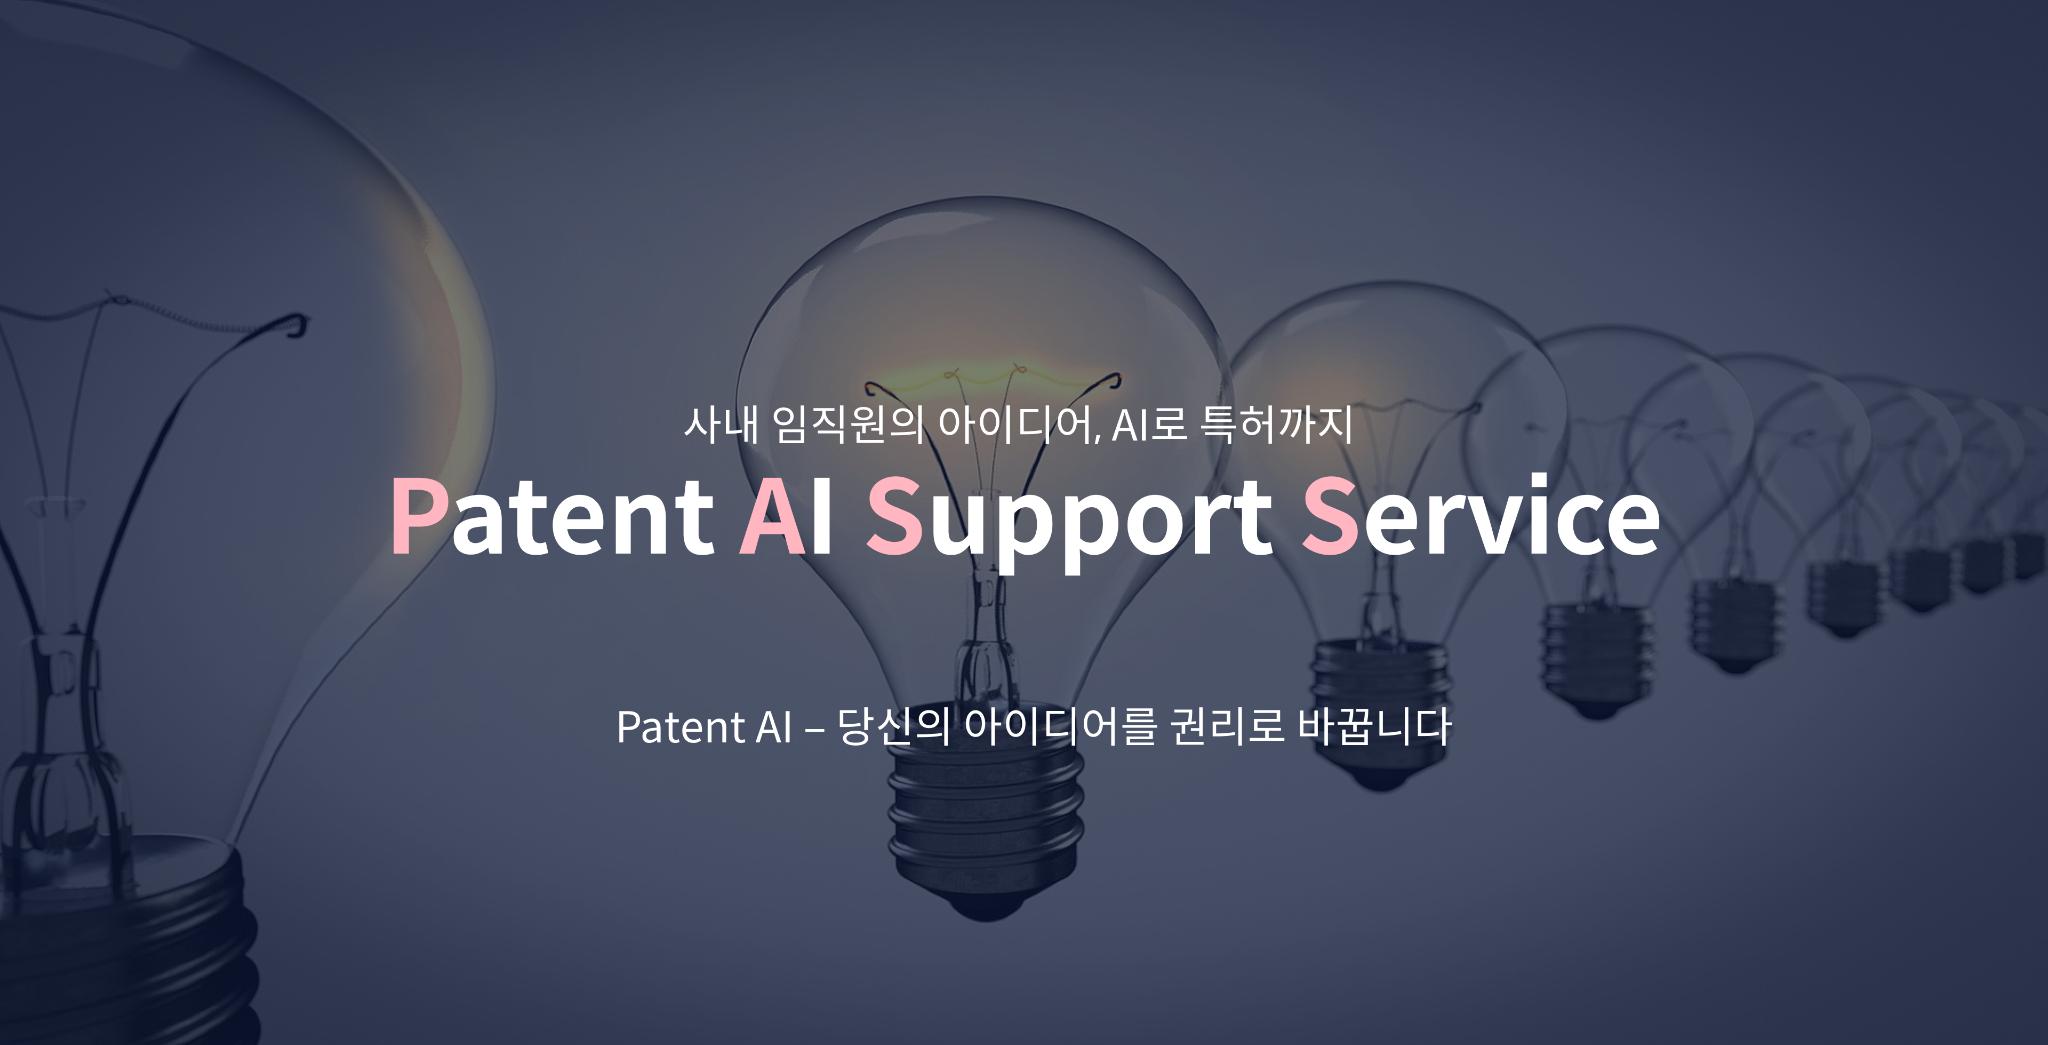 사내 임직원의 아이디어, AI로 특허까지
Patent AI Support Service
Patent AI – 당신의 아이디어를 권리로 바꿉니다